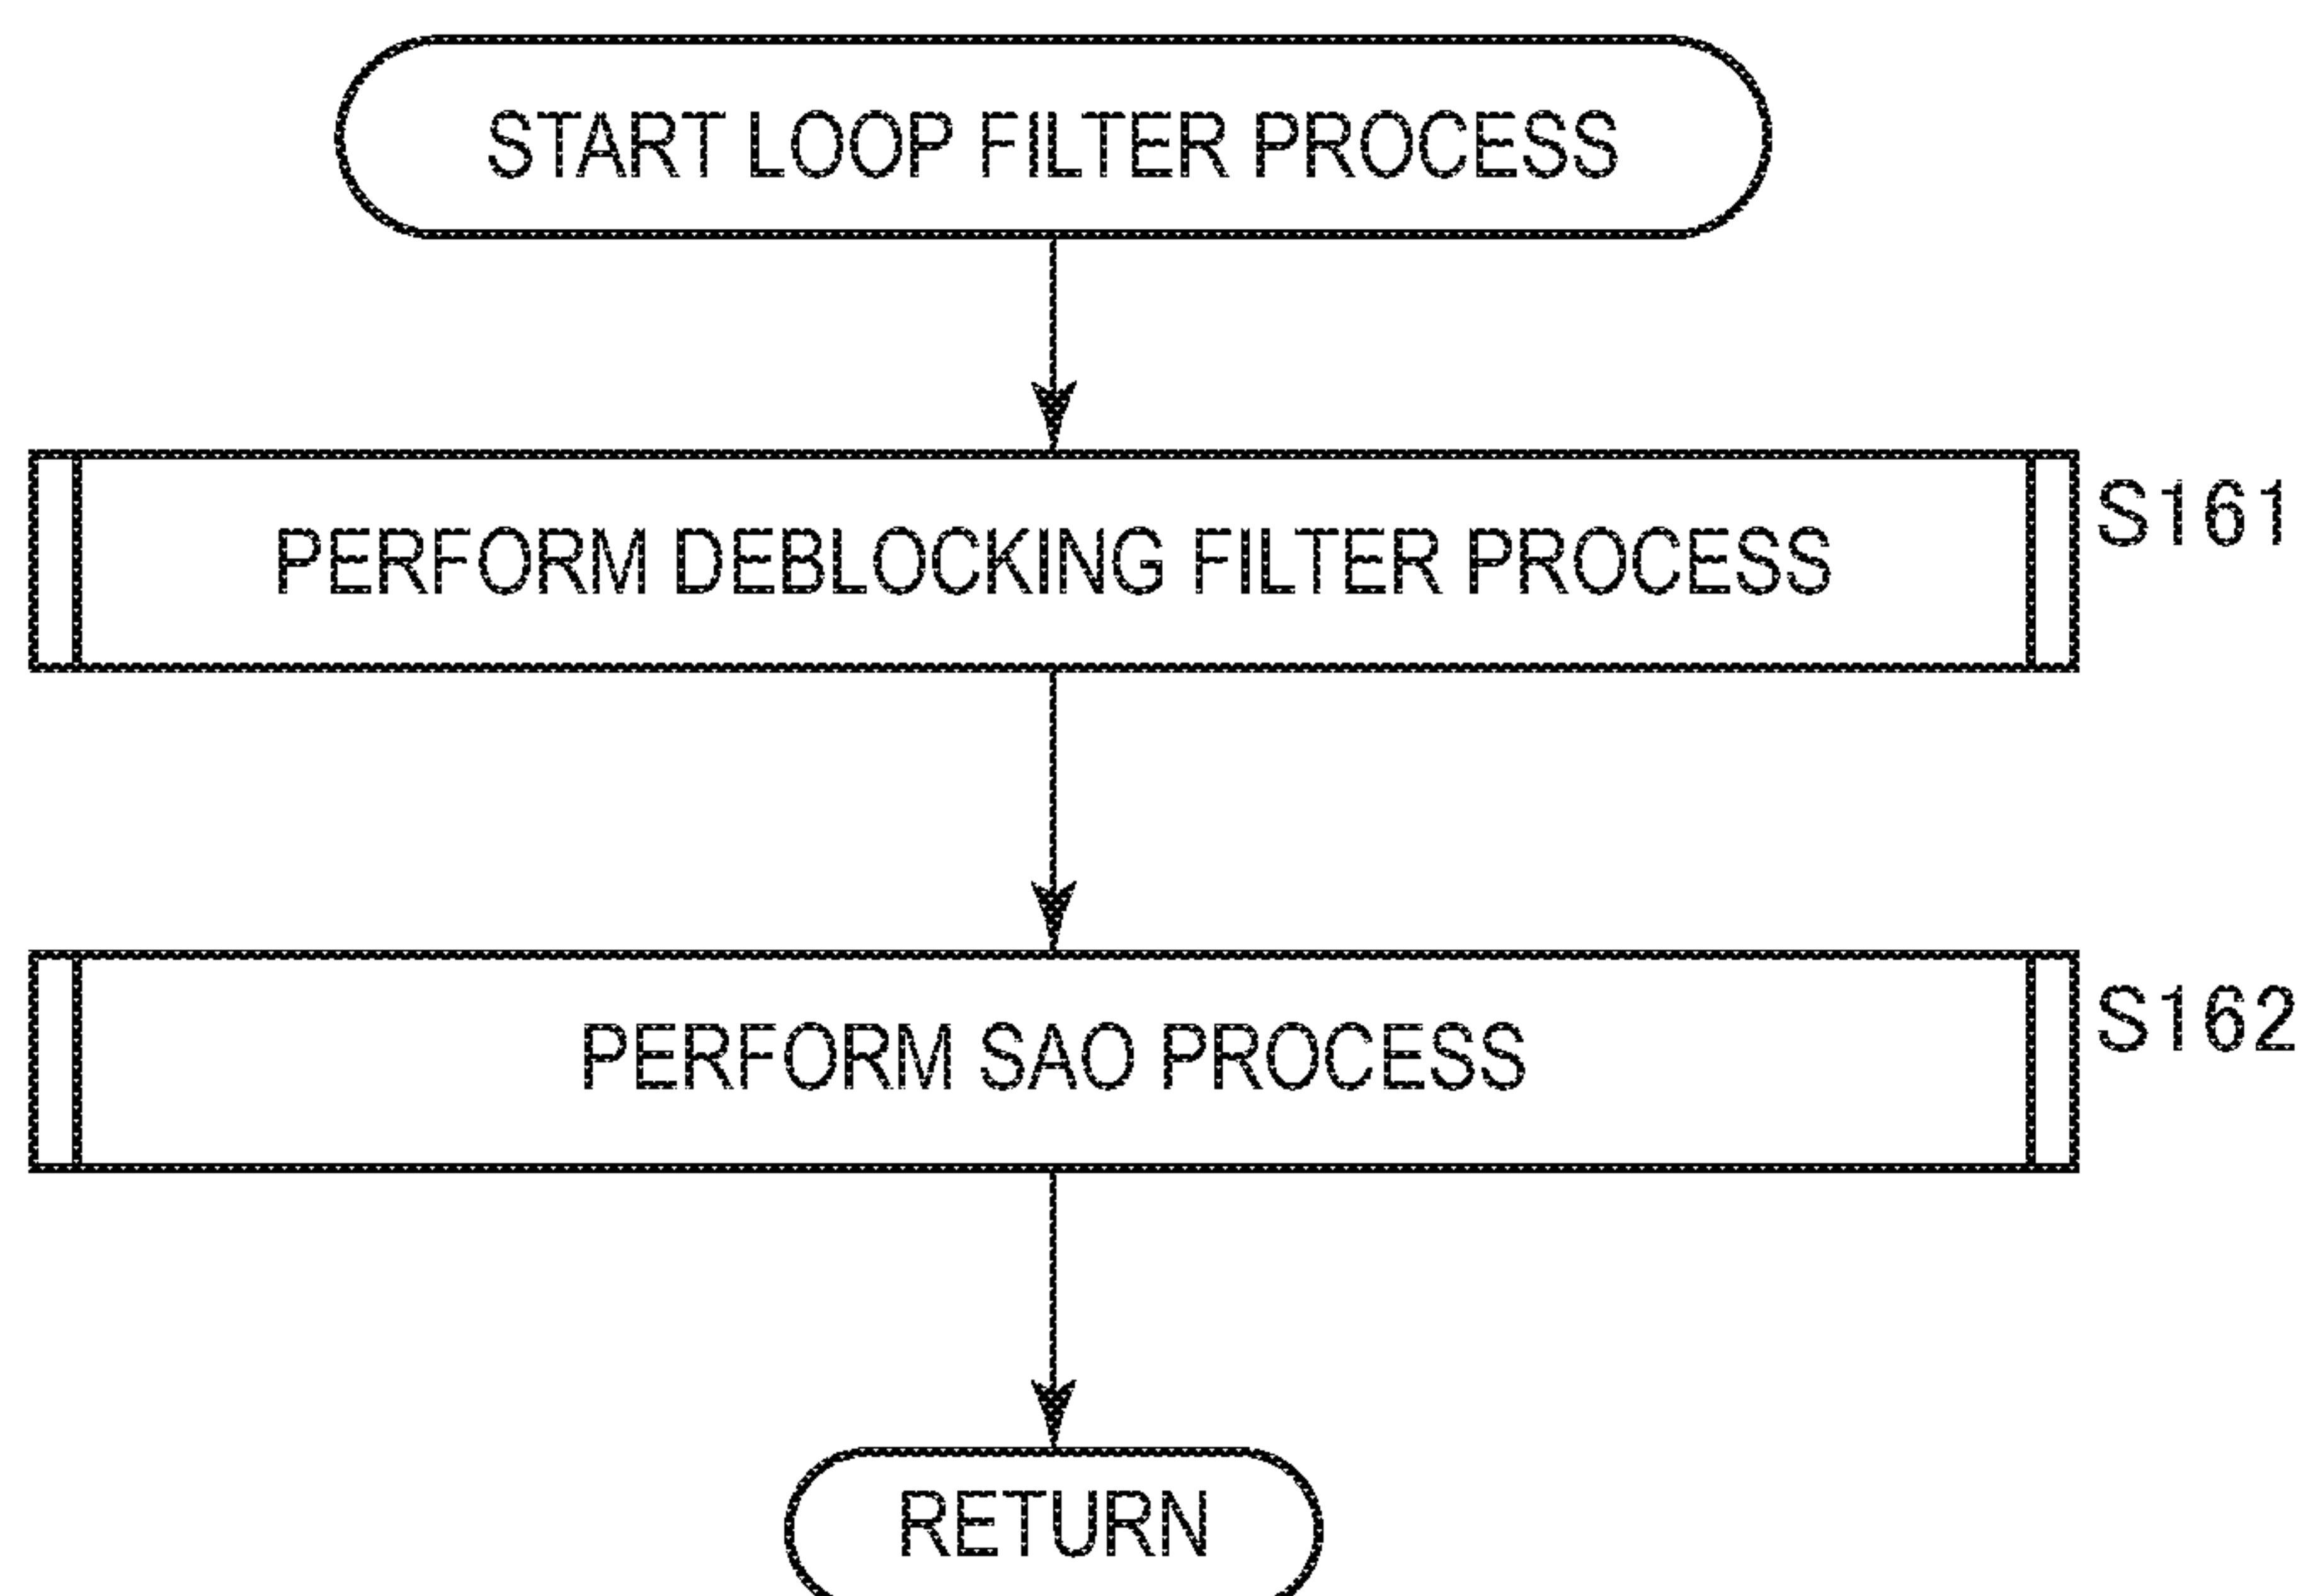 START LOOP FILTER PROCESS
PERFORM DEBLOCKING FILTER PROCESS
S161
PERFORM SAO PROCESS
S162
RETURN